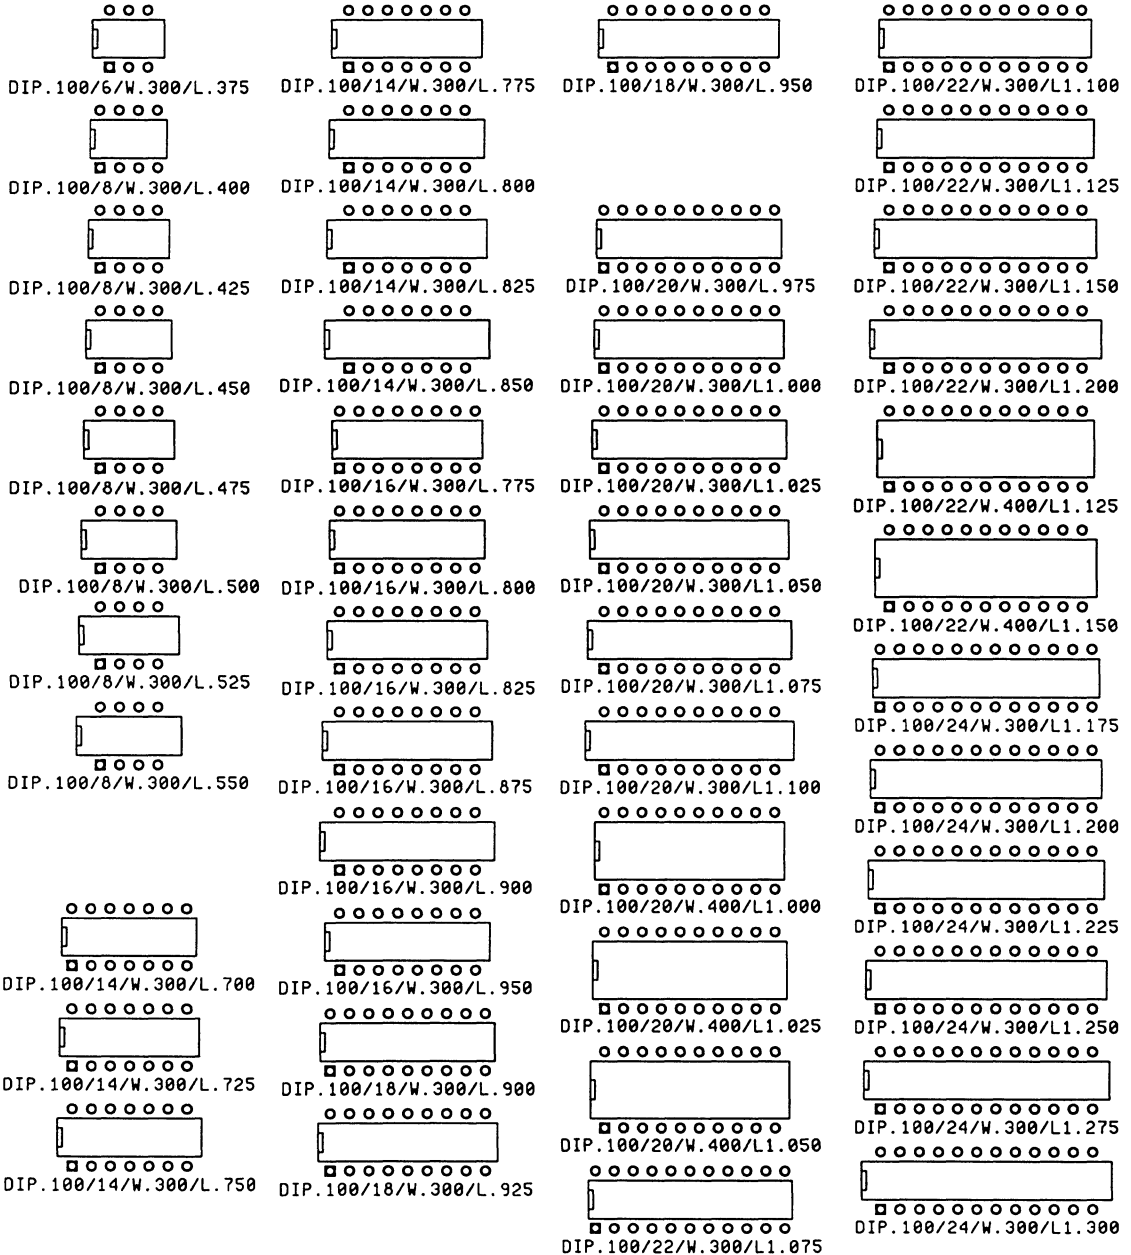 DIP.100/6/W.300/L.375
DIP.100/8/W.300/L.400
DIP.100/8/W.300/L.425
DIP.100/8/W.300/L.450
DIP.100/8/W.300/L.475
DIP.100/8/W.300/L.500
DIP.100/8/W.300/L.525
DIP.100/8/W.300/L.550
DIP.100/14/W.300/L.700
DIP.100/14/W.300/L.725
DIP.100/14/W.300/L.750
DIP.100/14/W.300/L.775
DIP.100/14/W.300/L.800
DIP.100/14/W.300/L.825
DIP.100/14/W.300/L.850
DIP.100/16/W.300/L.775
DIP.100/16/W.300/L.800
DIP.100/16/W.300/L.825
DIP.100/16/W.300/L.875
DIP.100/16/W.300/L.900
DIP.100/16/W.300/L.950
DIP.100/18/W.300/L.900
DIP.100/18/W.300/L.925
DIP.100/18/W.300/L.950
DIP.100/20/W.300/L.975
DIP.100/20/W.300/L1.000
DIP.100/20/W.300/L1.025
DIP.100/20/W.300/L1.050
DIP.100/20/W.300/L1.075
DIP.100/20/W.300/L1.100
DIP.100/20/W.400/L1.000
DIP.100/20/W.400/L1.025
DIP.100/20/W.400/L1.050
DIP.100/22/W.300/L1.075
DIP.100/22/W.300/L1.100
DIP.100/22/W.300/L1.125
DIP.100/22/W.300/L1.150
DIP.100/22/W.300/L1.200
DIP.100/22/W.400/L1.125
DIP.100/22/W.400/L1.150
DIP.100/24/W.300/L1.175
DIP.100/24/W.300/L1.200
DIP.100/24/W.300/L1.225
DIP.100/24/W.300/L1.250
DIP.100/24/W.300/L1.275
DIP.100/24/W.300/L1.300